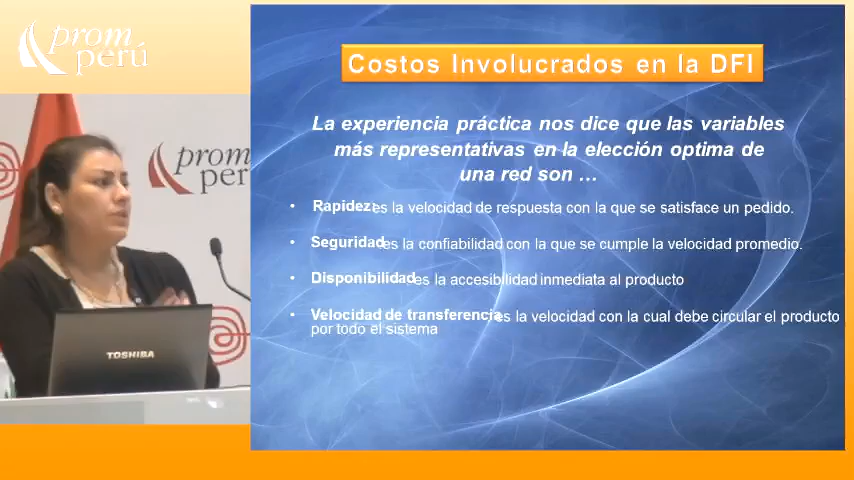 prom
perú
Costos Involucrados en la DFI
La experiencia práctica nos dice que las variables
más representativas en la elección optima de
una red son …
prom
per
• Rapidez: es la velocidad de respuesta con la que se satisface un pedido.
• Seguridad: es la confiabilidad con la que se cumple la velocidad promedio.
• Disponibilidad: es la accesibilidad inmediata al producto
• Velocidad de transferencia: es la velocidad con la cual debe circular el producto
por todo el sistema
TOSHIBA